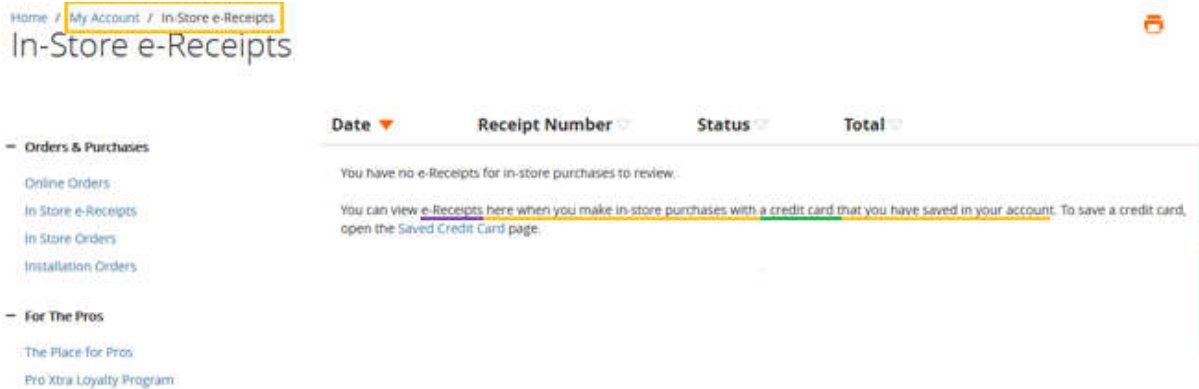 Home / My Account / In-Store e-Receipts
In-Store e-Receipts
Date Receipt Number Status Total
− Orders & Purchases
Online Orders
In Store e-Receipts
In Store Orders
Installation Orders
− For The Pros
The Place for Pros
Pro Xtra Loyalty Program
You have no e-Receipts for in-store purchases to review.
You can view e-Receipts here when you make in-store purchases with a credit card that you have saved in your account. To save a credit card,
open the Saved Credit Card page.